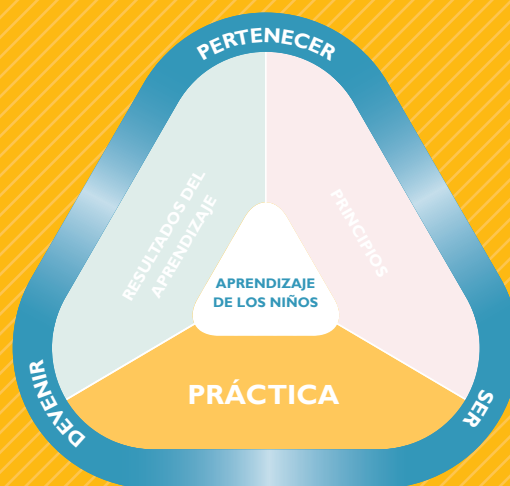 PERTENECER
RESULTADOS DEL
APRENDIZAJE
PRINCIPIOS
APRENDIZAJE
DE LOS NIÑOS
PRÁCTICA
DEVENIR
SER